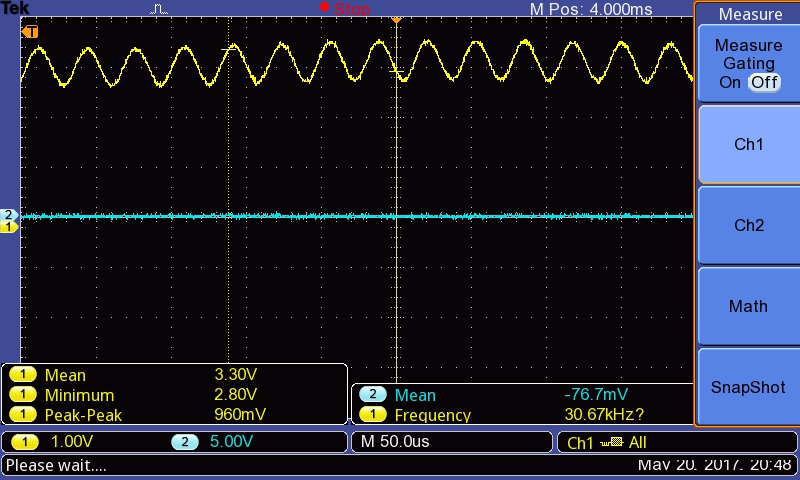 Tek Stop M Pos: 4.000ms
Measure
Measure
Gating
On Off
T
Ch1
2
1
Ch2
Math
SnapShot
1 Mean 3.30V
1 Minimum 2.80V
1 Peak-Peak 960mV
2 Mean -76.7mV
1 Frequency 30.67kHz?
1 1.00V 2 5.00V M 50.0us Ch1 All
Please wait.... May 20, 2017, 20:48